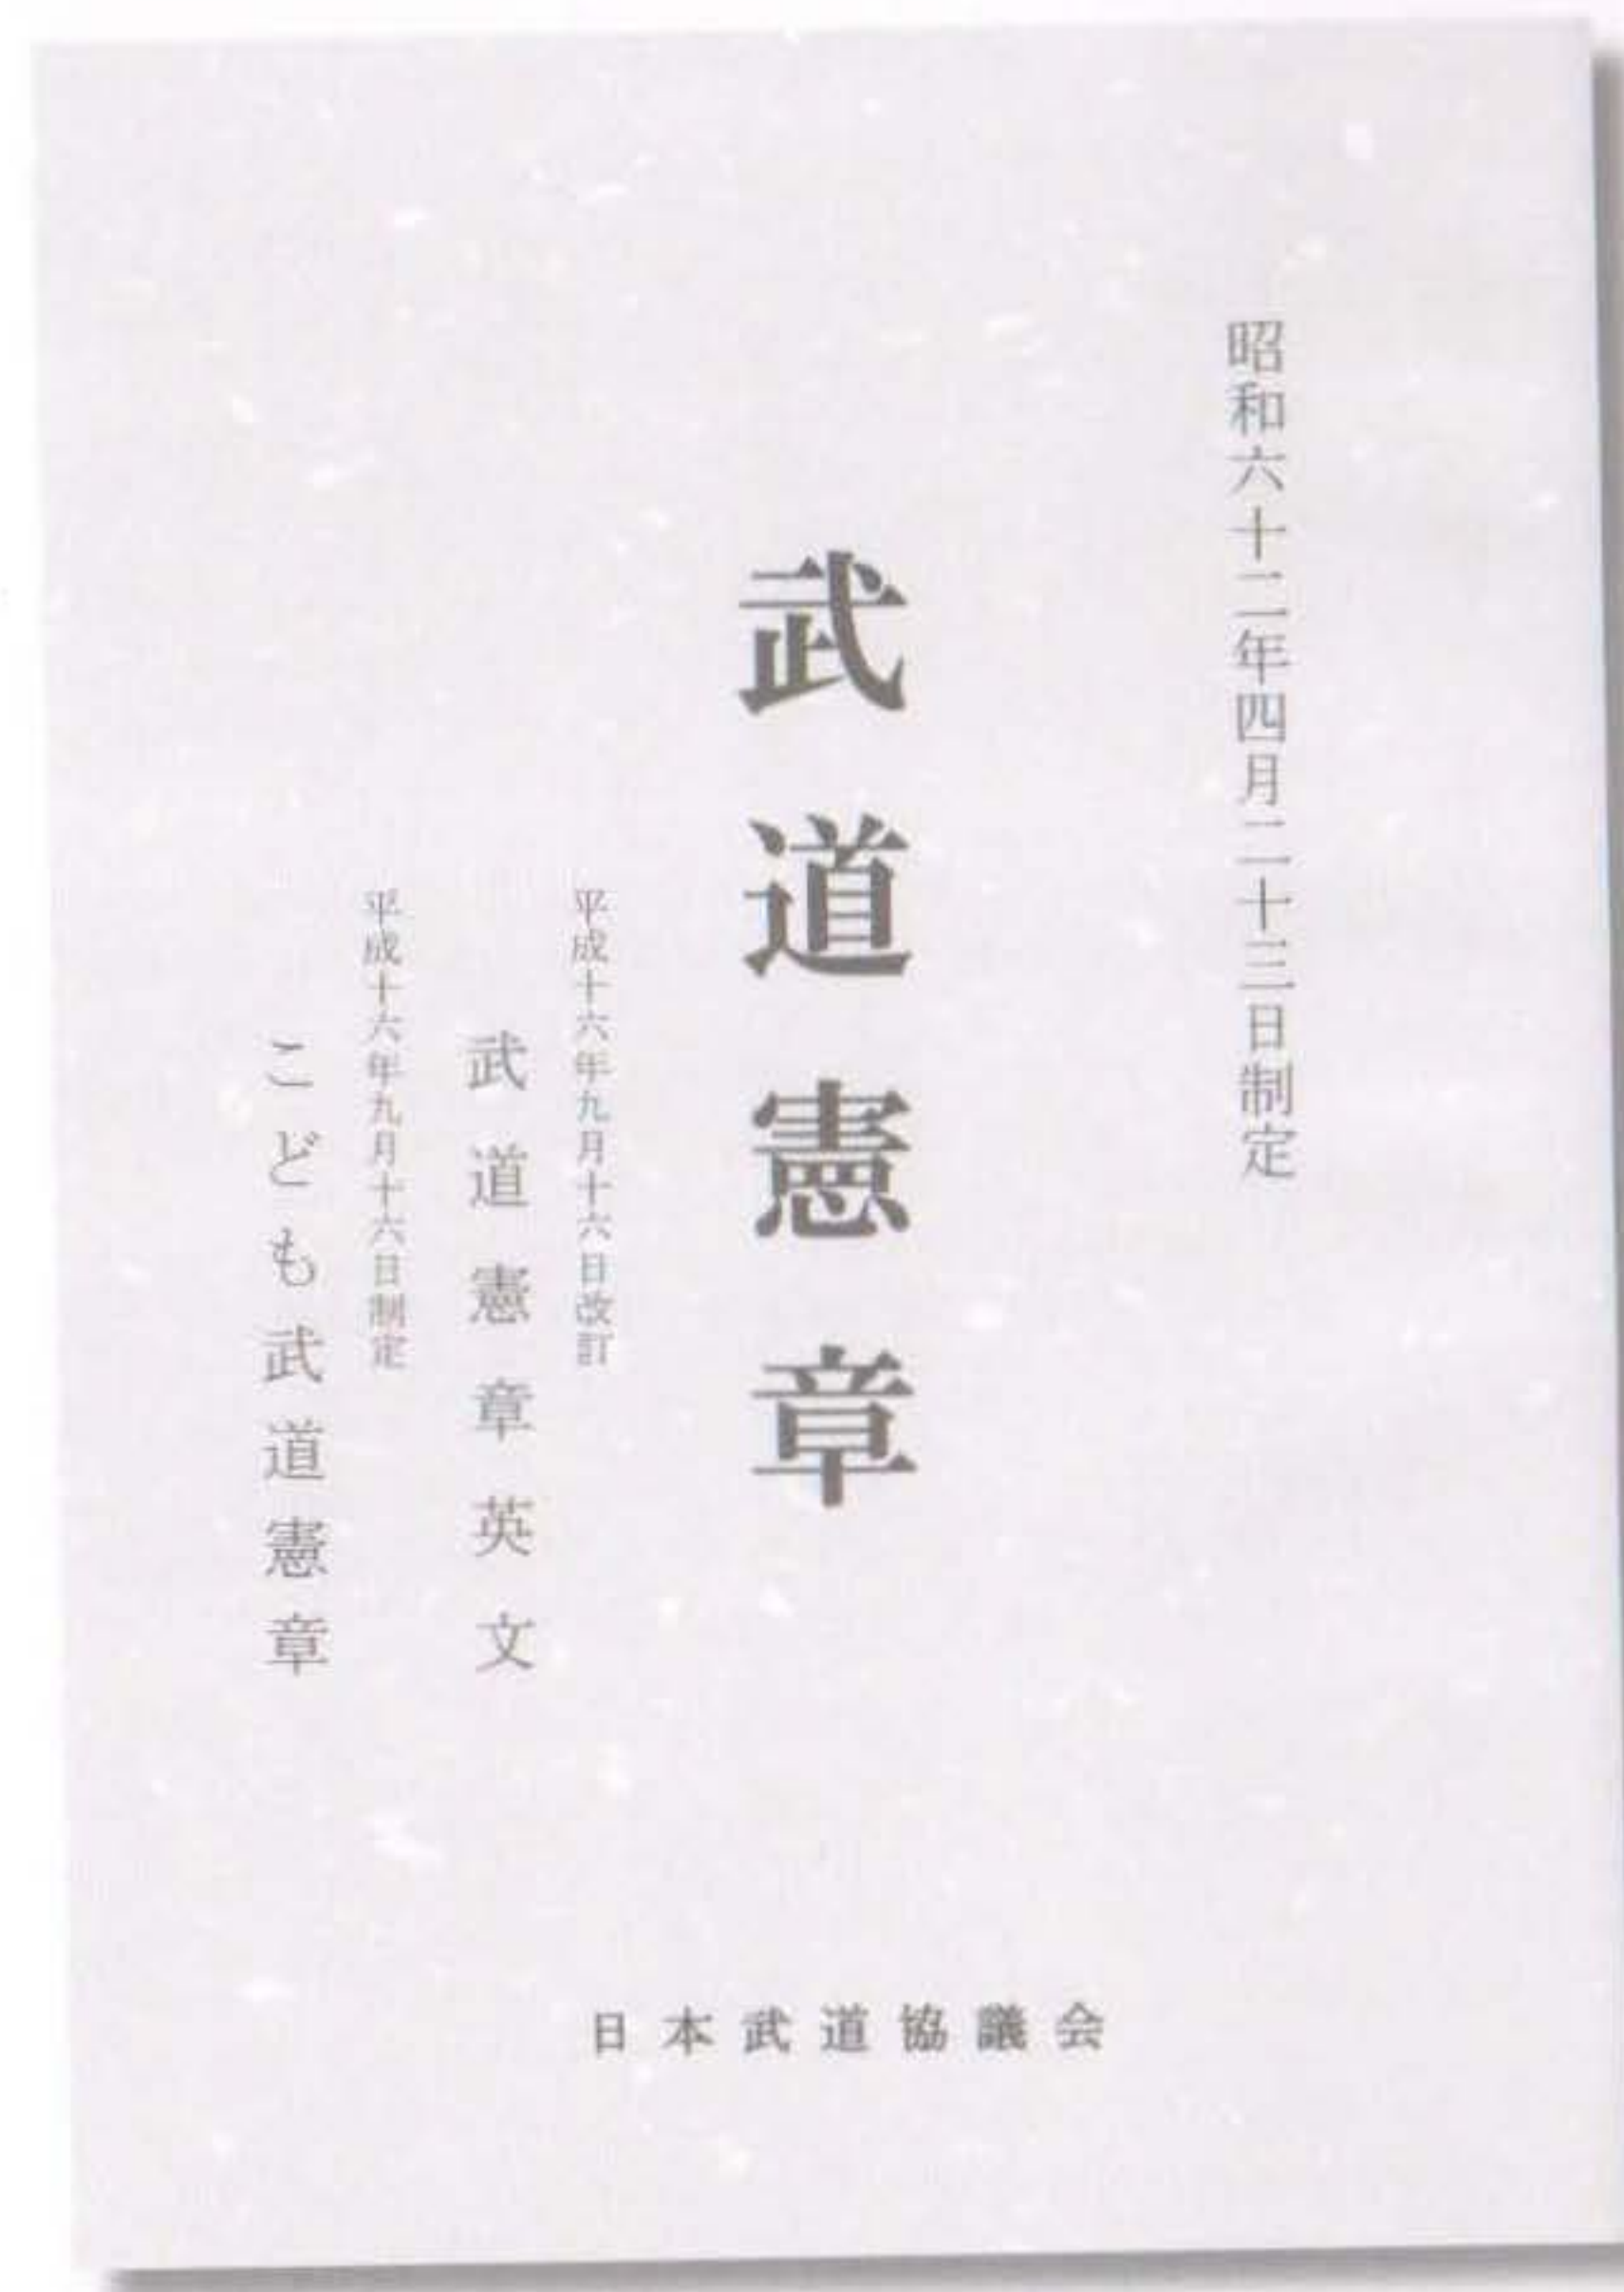 昭和六十二年四月二十三日制定
武道憲章
平成十六年九月十六日改訂
武道憲章英文
平成十六年九月十六日制定
こども武道憲章
日本武道協議会